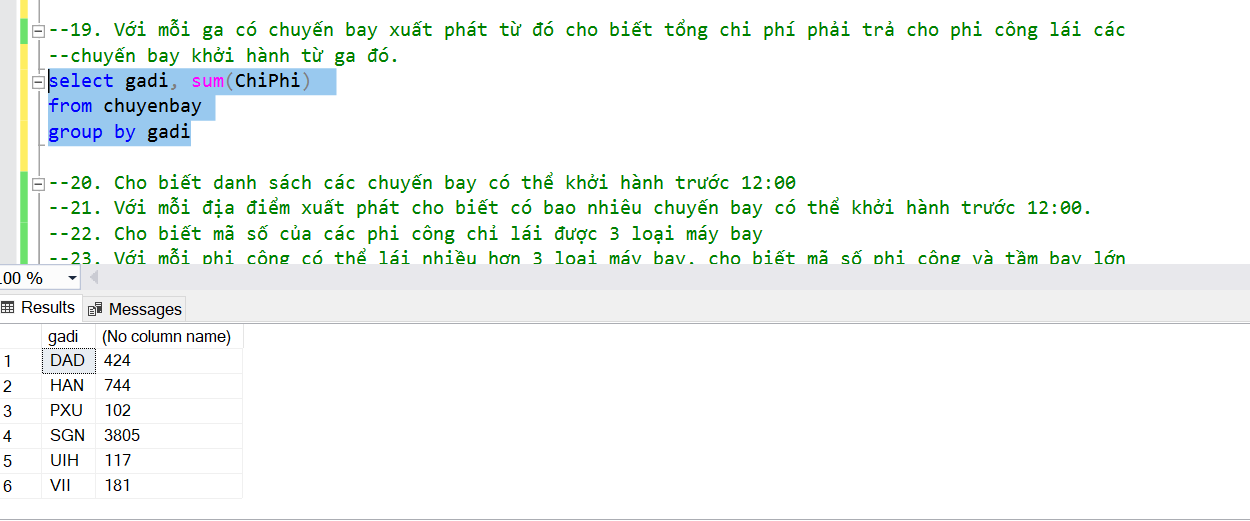 --19. Với mỗi ga có chuyến bay xuất phát từ đó cho biết tổng chi phí phải trả cho phi công lái các
--chuyến bay khởi hành từ ga đó.
select gadi, sum(ChiPhi)
from chuyenbay
group by gadi
--20. Cho biết danh sách các chuyến bay có thể khởi hành trước 12:00
--21. Với mỗi địa điểm xuất phát cho biết có bao nhiêu chuyến bay có thể khởi hành trước 12:00.
--22. Cho biết mã số của các phi công chỉ lái được 3 loại máy bay
--23. Với mỗi phi công có thể lái nhiều hơn 3 loại máy bay, cho biết mã số phi công và tầm bay lớn
.00 %
Results Messages
gadi (No column name)
1 DAD 424
2 HAN 744
3 PXU 102
4 SGN 3805
5 UIH 117
6 VII 181